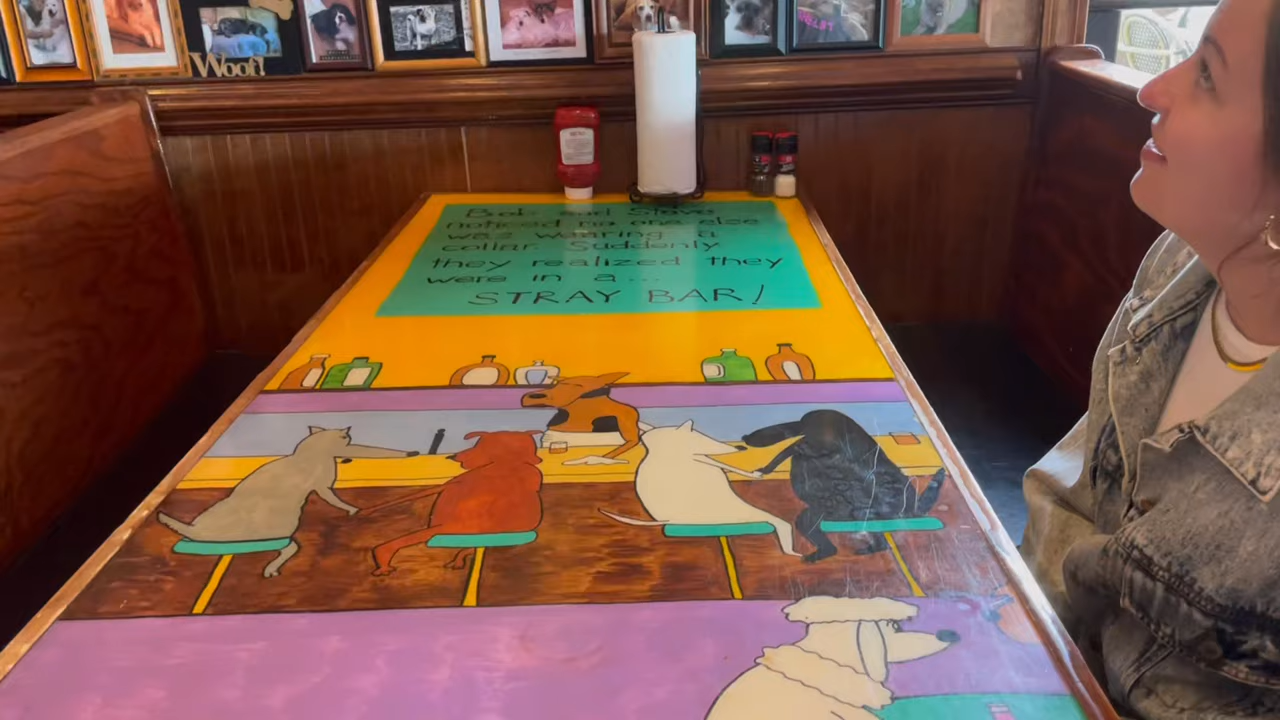 Woof!
Bob and Steve
noticed no one else
was wearing a
collar. Suddenly
they realized they
were in a...
STRAY BAR!